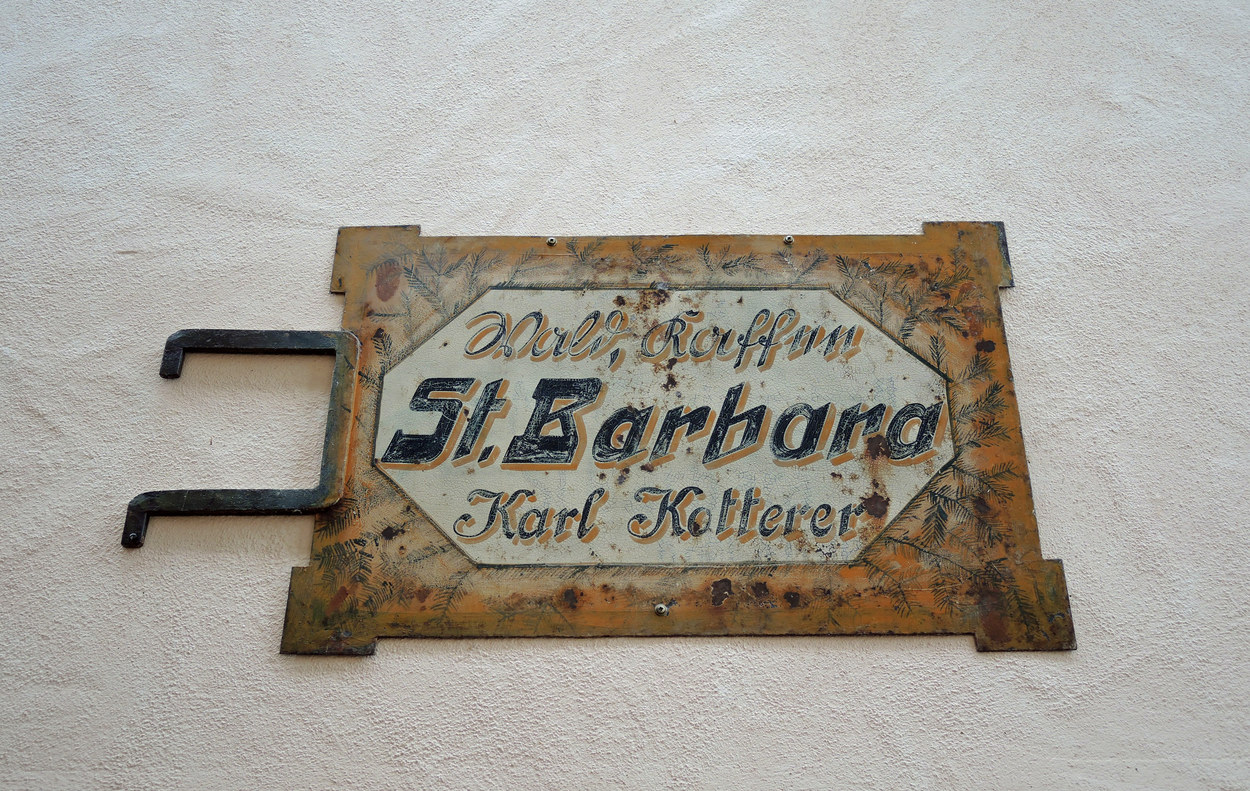 Wald, Kaffee
St. Barbara
Karl Kotterer